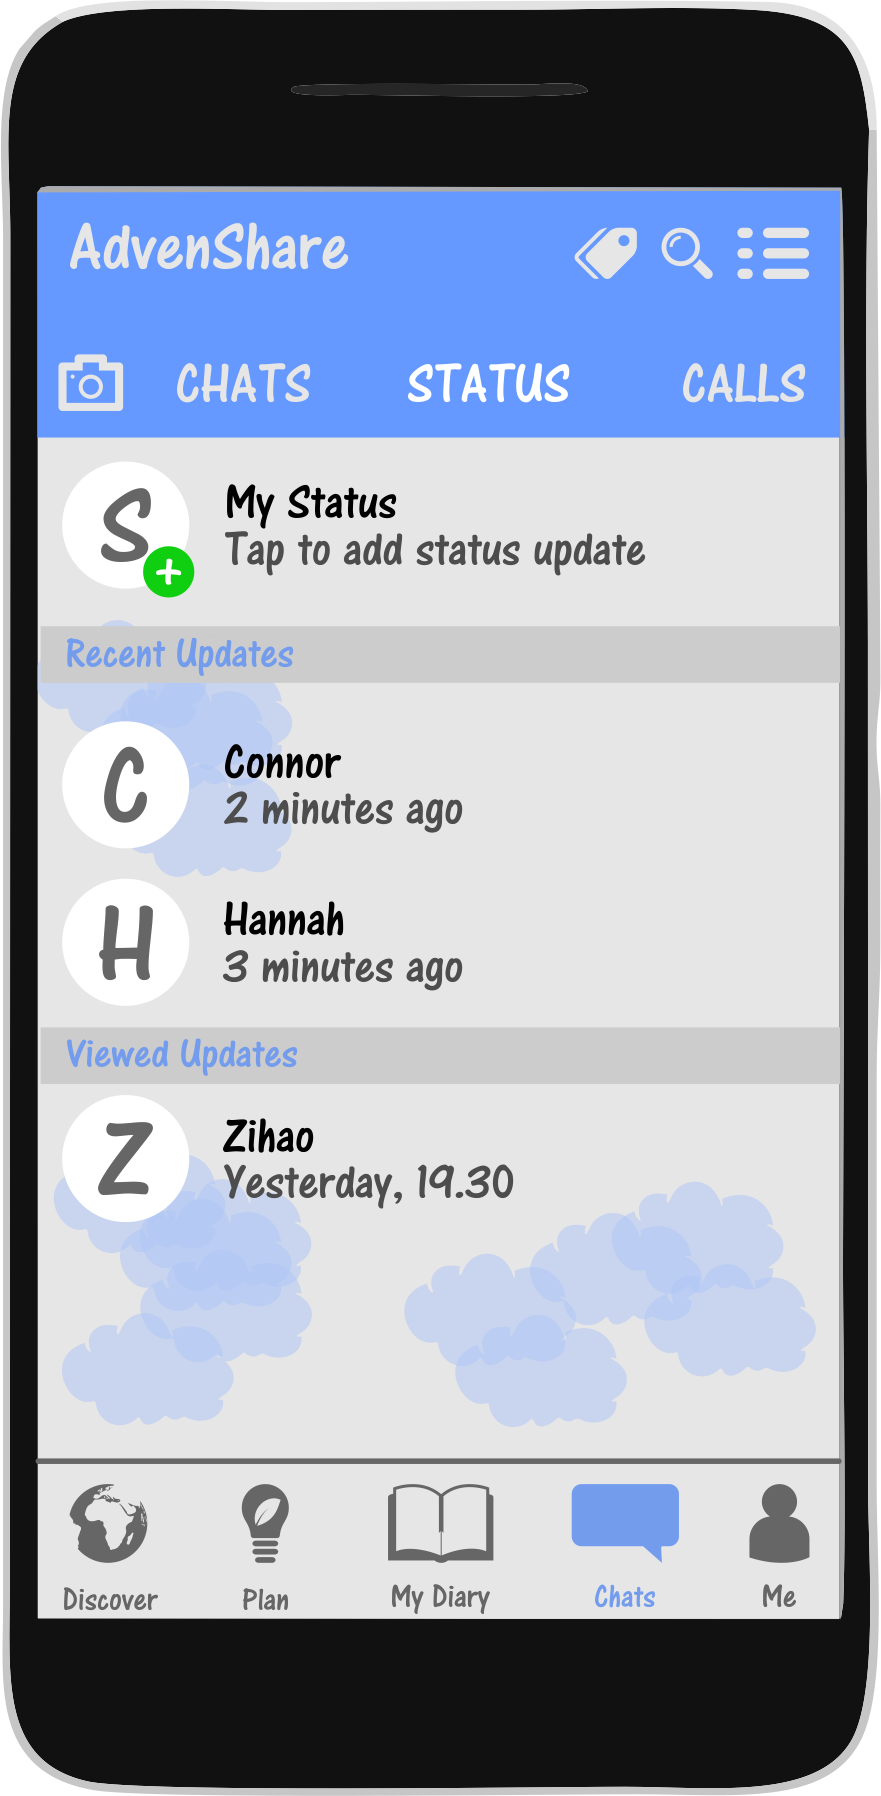 AdvenShare
CHATS STATUS CALLS
S
+
My Status
Tap to add status update
Recent Updates
C
Connor
2 minutes ago
H
Hannah
3 minutes ago
Viewed Updates
Z
Zihao
Yesterday, 19.30
Discover Plan My Diary Chats Me